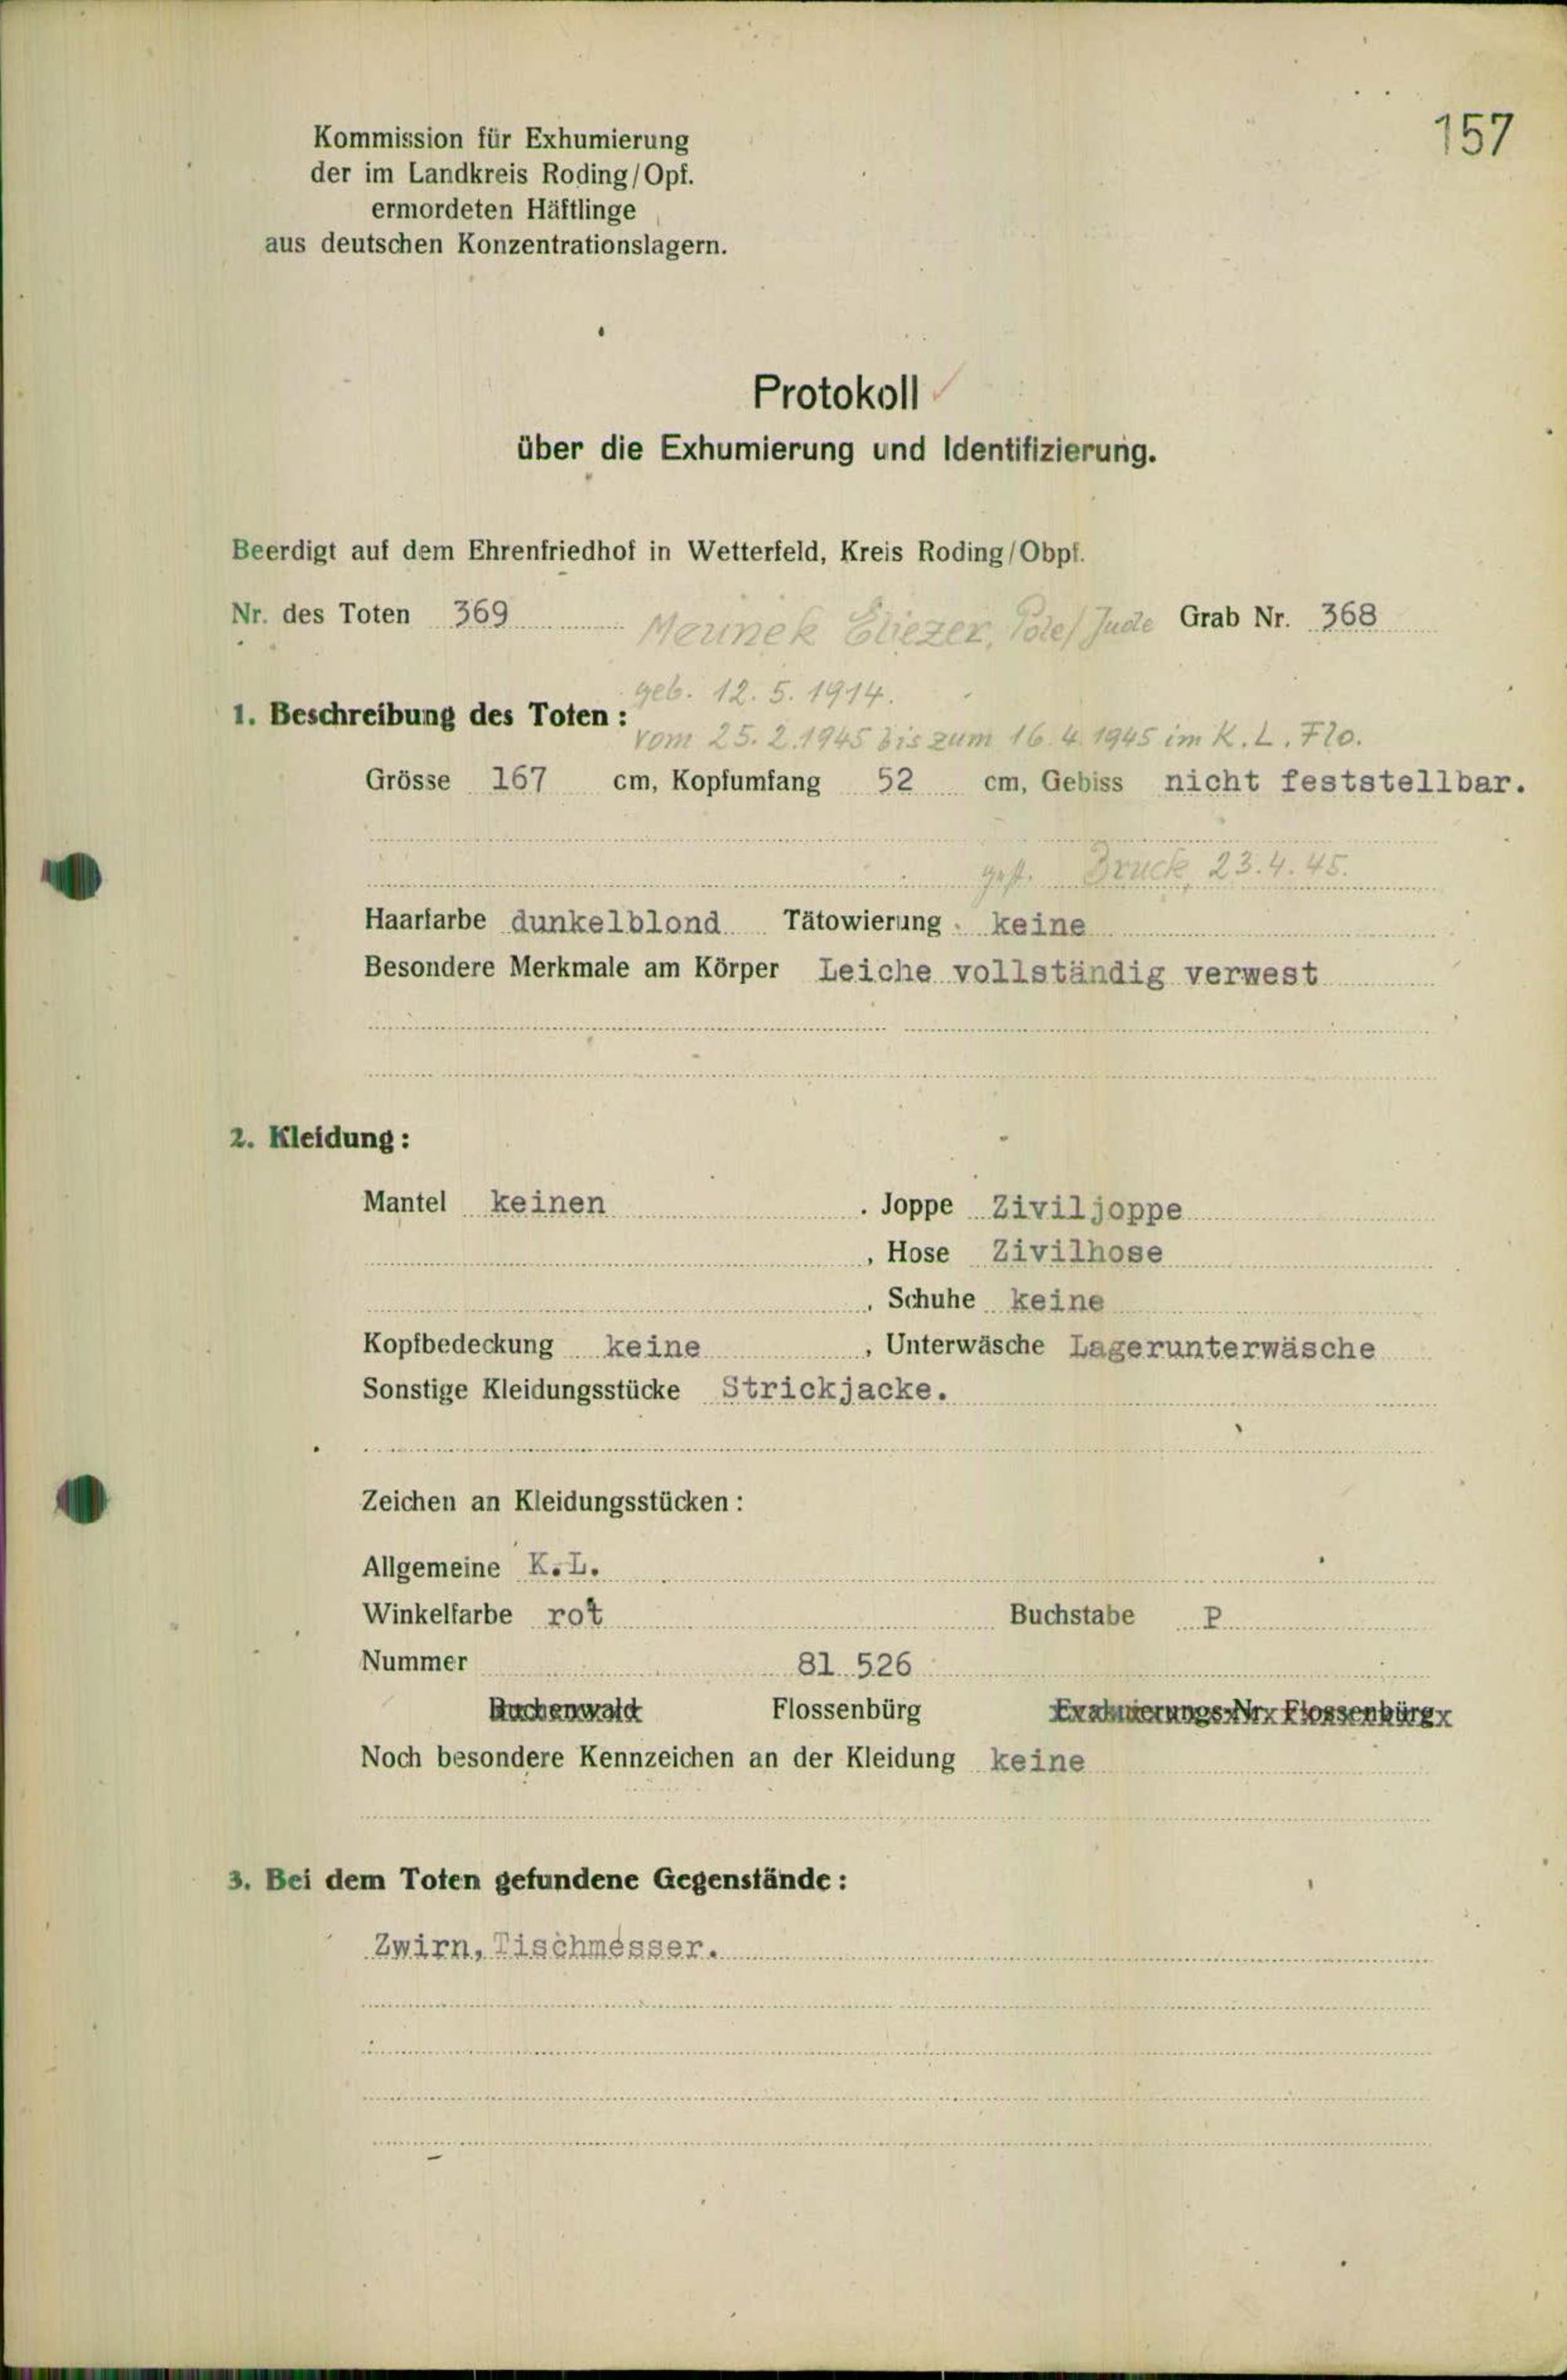 157
Kommission für Exhumierung
der im Landkreis Roding/Opf.
ermordeten Häftlinge
aus deutschen Konzentrationslagern.
Protokoll
über die Exhumierung und Identifizierung.
Beerdigt auf dem Ehrenfriedhof in Wetterfeld, Kreis Roding/Obpf.
Nr. des Toten 369 Meunek Eliezer, Pole/Jude Grab Nr. 368
geb. 12. 5. 1914.
1. Beschreibung des Toten:
vom 25. 2. 1945 bis zum 16. 4. 1945 im K. L. Flo.
Grösse 167 cm, Kopfumfang 52 cm, Gebiss nicht feststellbar.
gest. Bruck, 23. 4. 45.
Haarfarbe dunkelblond Tätowierung keine
Besondere Merkmale am Körper Leiche vollständig verwest
2. Kleidung:
Mantel keinen. Joppe Ziviljoppe
, Hose Zivilhose
, Schuhe keine
Kopfbedeckung keine, Unterwäsche Lagerunterwäsche
Sonstige Kleidungsstücke Strickjacke.
Zeichen an Kleidungsstücken:
Allgemeine K.L.
Winkelfarbe rot Buchstabe P
Nummer 81 526
Buchenwald Flossenbürg Evakuierungs-Nr. Flossenbürg
Noch besondere Kennzeichen an der Kleidung keine
3. Bei dem Toten gefundene Gegenstände:
Zwirn, Tischmesser.